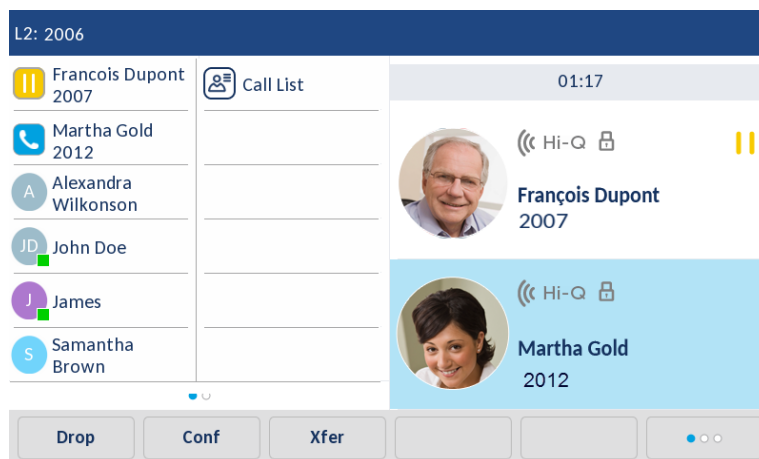 L2: 2006
Francois Dupont
2007
Martha Gold
2012
A
Alexandra
Wilkonson
JD
John Doe
J
James
S
Samantha
Brown
Call List
01:17
Hi-Q
François Dupont
2007
Hi-Q
Martha Gold
2012
Drop
Conf
Xfer